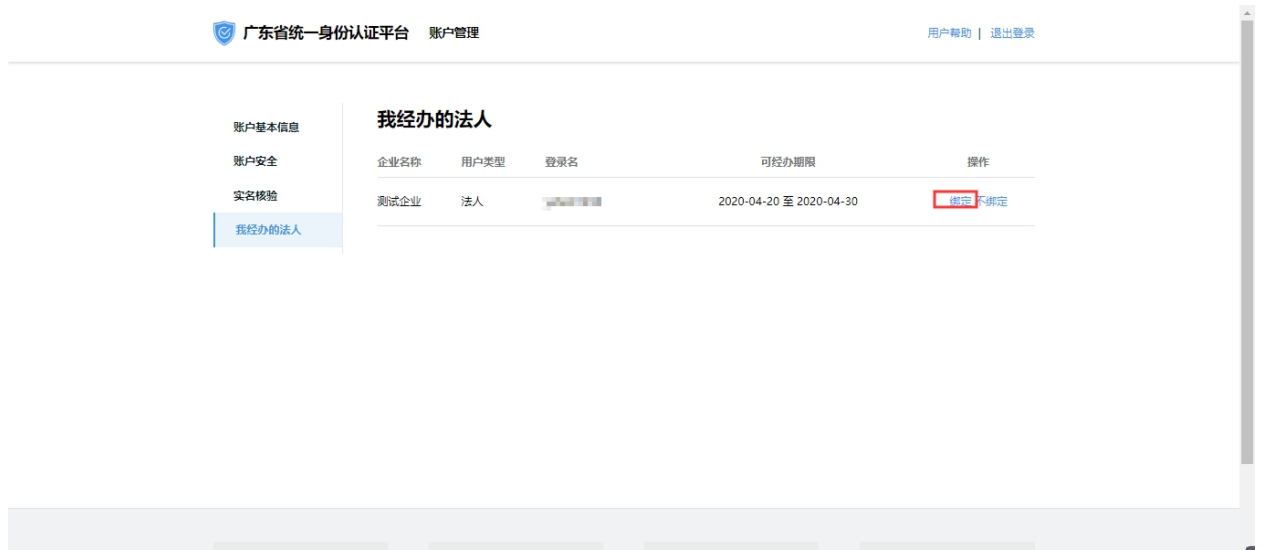 广东省统一身份认证平台 账户管理 用户帮助 | 退出登录
账户基本信息
账户安全
实名核验
我经办的法人
我经办的法人
企业名称 用户类型 登录名 可经办期限 操作
测试企业 法人 2020-04-20 至 2020-04-30 绑定 不绑定